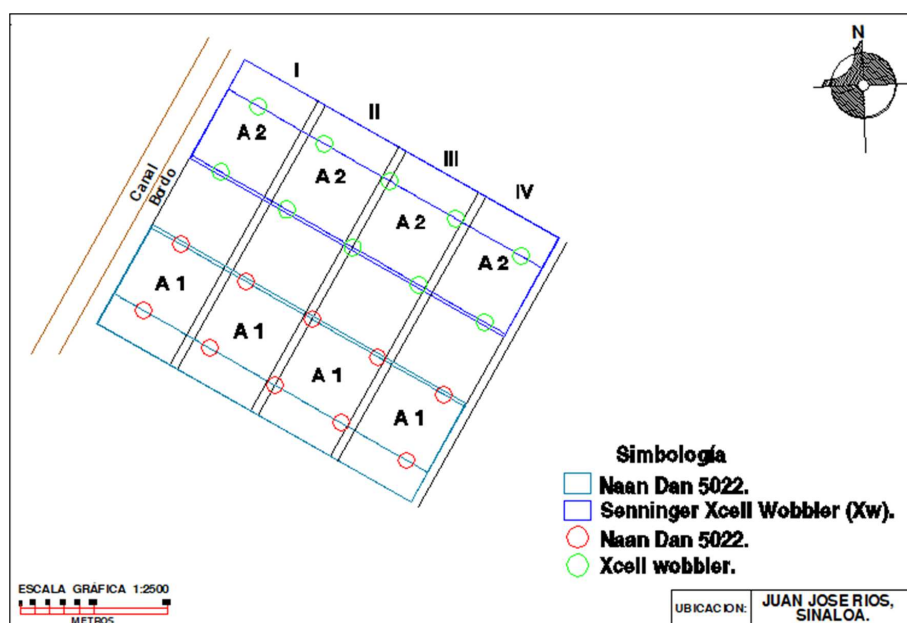 N
I
II
III
IV
A 2
A 2
A 2
A 2
Canal
Bordo
A 1
A 1
A 1
A 1
Simbología
Naan Dan 5022.
Senninger Xcell Wobbler (Xw).
Naan Dan 5022.
Xcell wobbler.
ESCALA GRÁFICA 1:2500
METROS
UBICACION:
JUAN JOSE RIOS,
SINALOA.